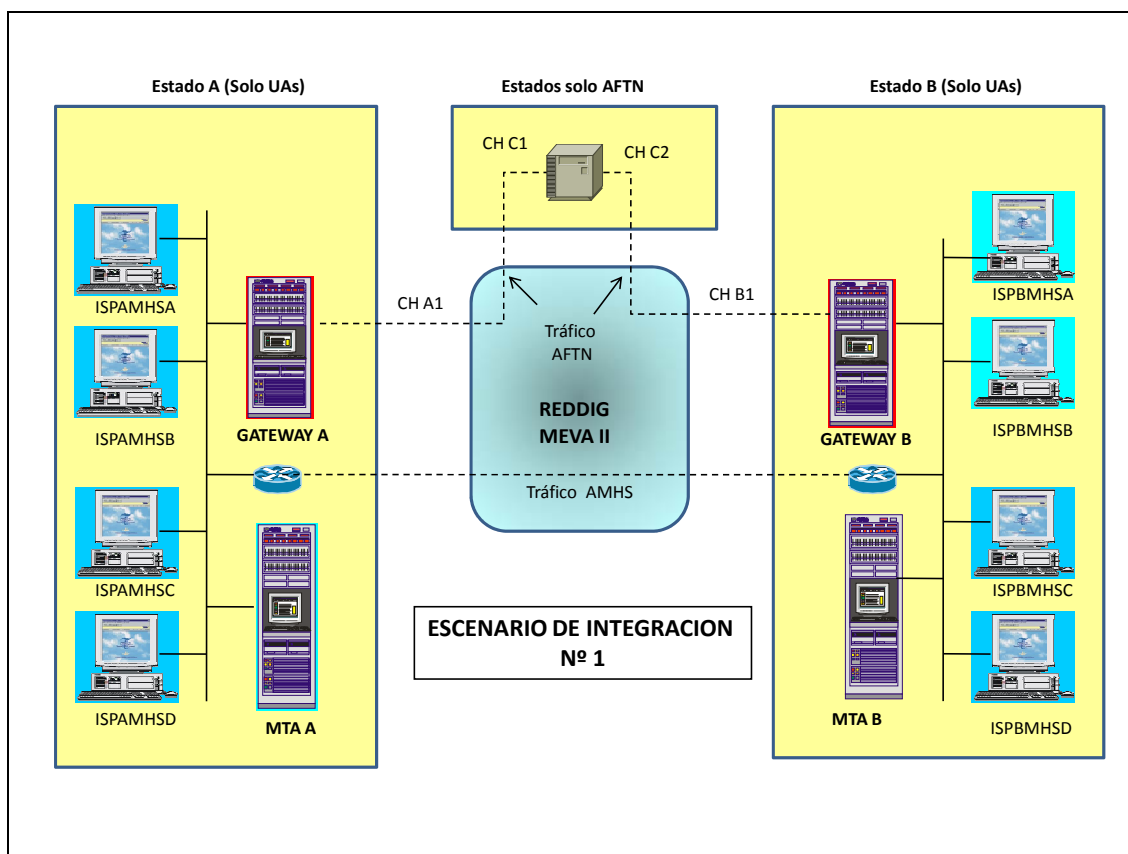 Estado A (Solo UAs)
Estados solo AFTN
Estado B (Solo UAs)
CH C1
CH C2
ISPAMHSA
ISPAMHSB
ISPAMHSC
ISPAMHSD
GATEWAY A
MTA A
CH A1
Tráfico
AFTN
REDDIG
MEVA II
Tráfico AMHS
CH B1
GATEWAY B
MTA B
ISPBMHSA
ISPBMHSB
ISPBMHSC
ISPBMHSD
ESCENARIO DE INTEGRACION
Nº 1